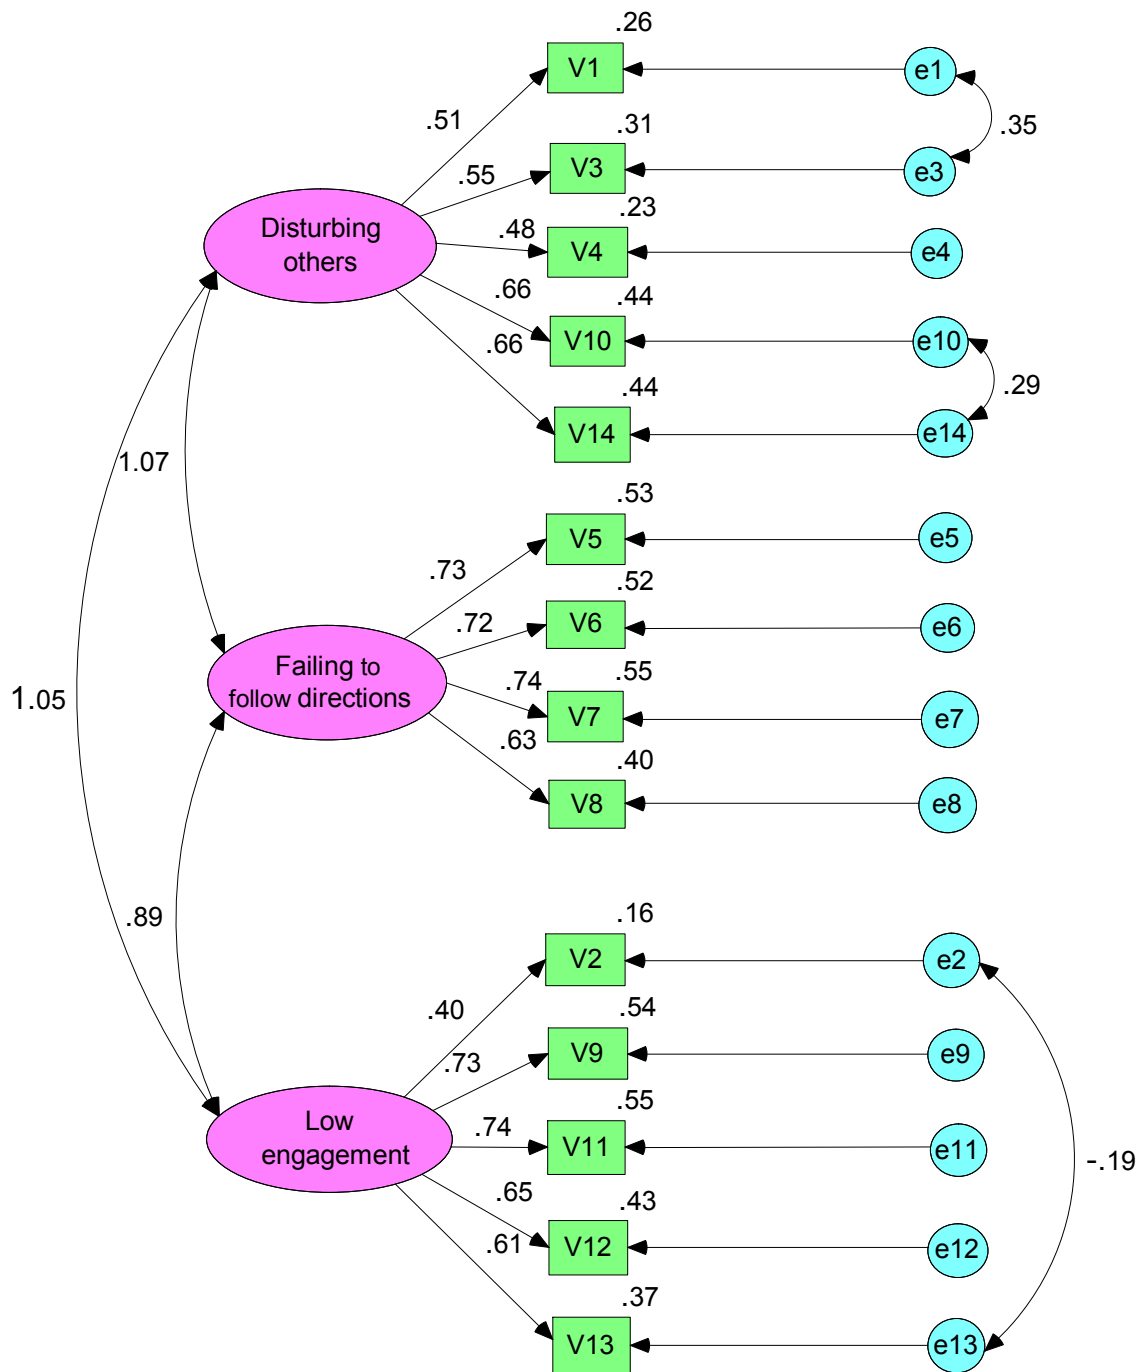 .26
V1
e1
.51
.35
.31
V3
e3
.55
.23
Disturbing
others
.48
V4
e4
.66
.44
V10
e10
.66
.44
.29
V14
e14
1.07
.53
V5
e5
.73
.52
.72
V6
e6
Failing to
follow directions
.74
.55
V7
e7
1.05
.63
.40
V8
e8
.89
.16
V2
e2
.40
.54
.73
V9
e9
.55
Low
engagement
.74
V11
e11
-.19
.65
.43
.61
V12
e12
.37
V13
e13